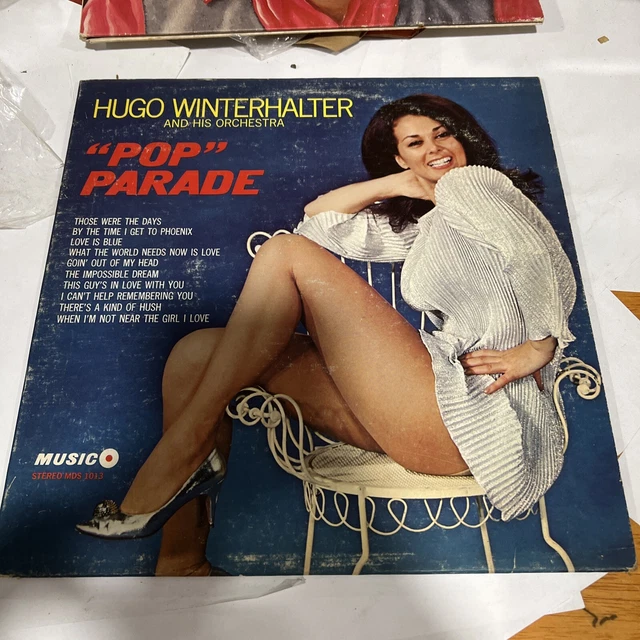 HUGO WINTERHALTER
AND HIS ORCHESTRA
"POP"
PARADE
THOSE WERE THE DAYS
BY THE TIME I GET TO PHOENIX
LOVE IS BLUE
WHAT THE WORLD NEEDS NOW IS LOVE
GOIN' OUT OF MY HEAD
THE IMPOSSIBLE DREAM
THIS GUY'S IN LOVE WITH YOU
I CAN'T HELP REMEMBERING YOU
THERE'S A KIND OF HUSH
WHEN I'M NOT NEAR THE GIRL I LOVE
MUSICO
STEREO MDS 1013